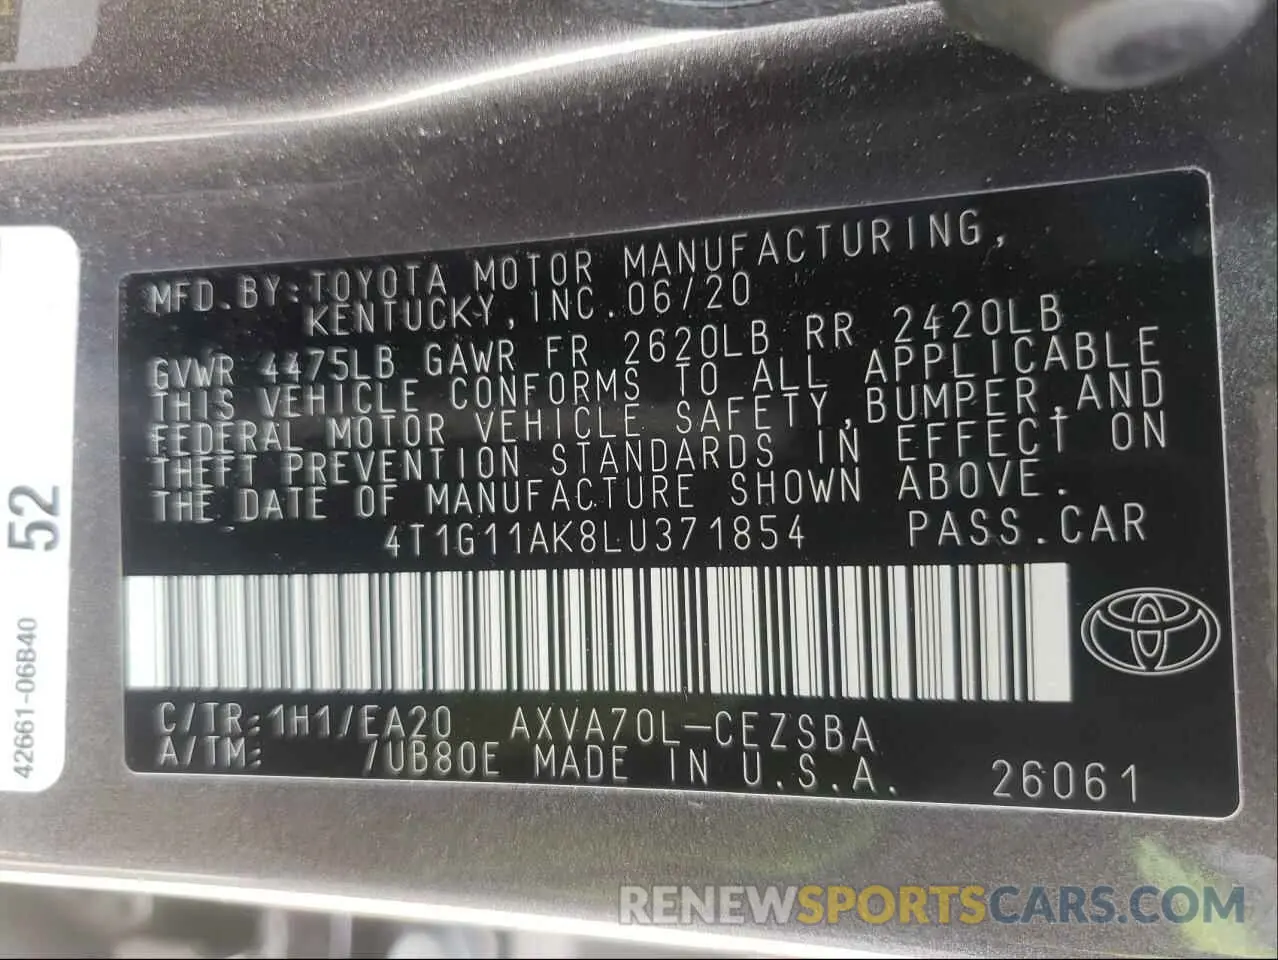 MFD.BY:TOYOTA MOTOR MANUFACTURING,
KENTUCKY, INC. 06/20
GVWR 4475LB GAWR FR 2620LB RR 2420LB
THIS VEHICLE CONFORMS TO ALL APPLICABLE
FEDERAL MOTOR VEHICLE SAFETY, BUMPER, AND
THEFT PREVENTION STANDARDS IN EFFECT ON
THE DATE OF MANUFACTURE SHOWN ABOVE.
4T1G11AK8LU371854 PASS.CAR
C/TR:1H1/EA20 AXVA70L-CEZSBA
A/TM: /UB80E MADE IN U.S.A.
26061
52
42661-06B40
RENEWSPORTSCARS.COM